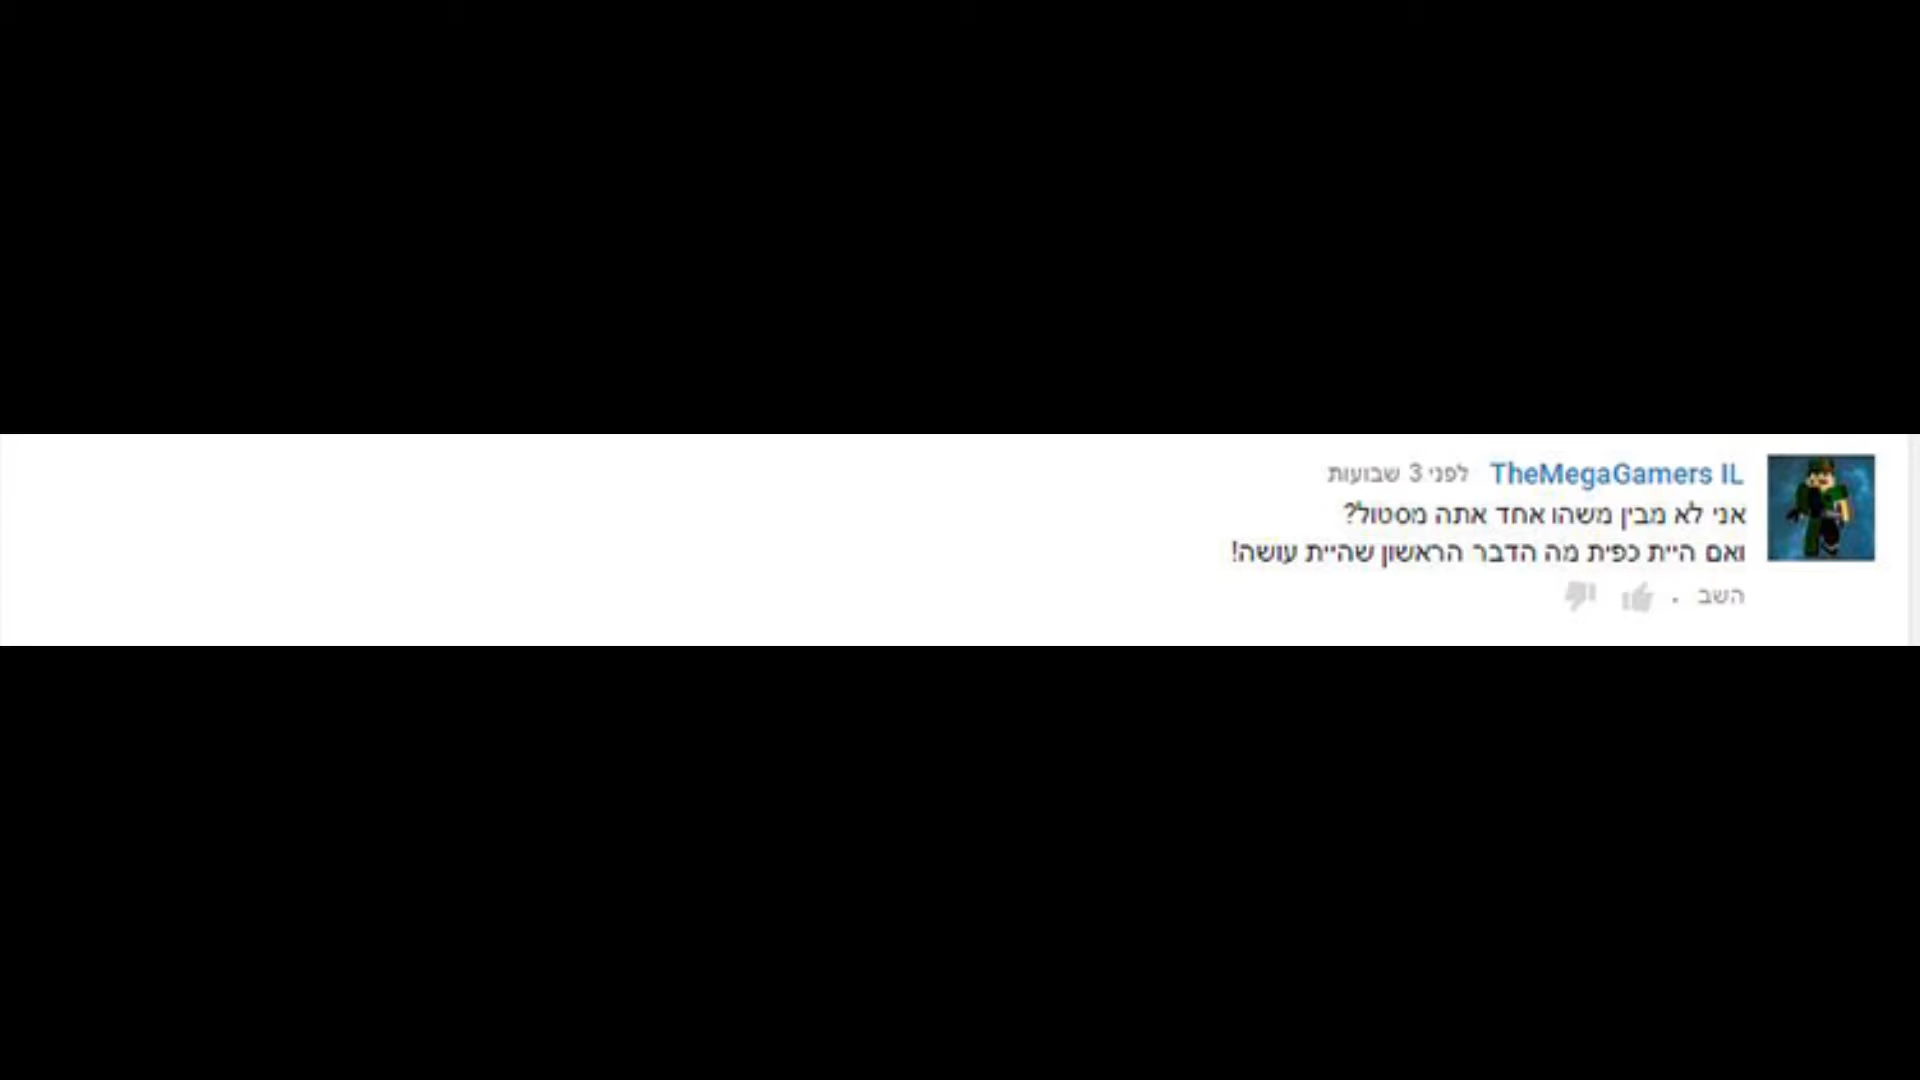 TheMegaGamers IL לפני 3 שבועות
אני לא מבין משהו אחד אתה מסטול?
ואם היית כפית מה הדבר הראשון שהיית עושה!
השב